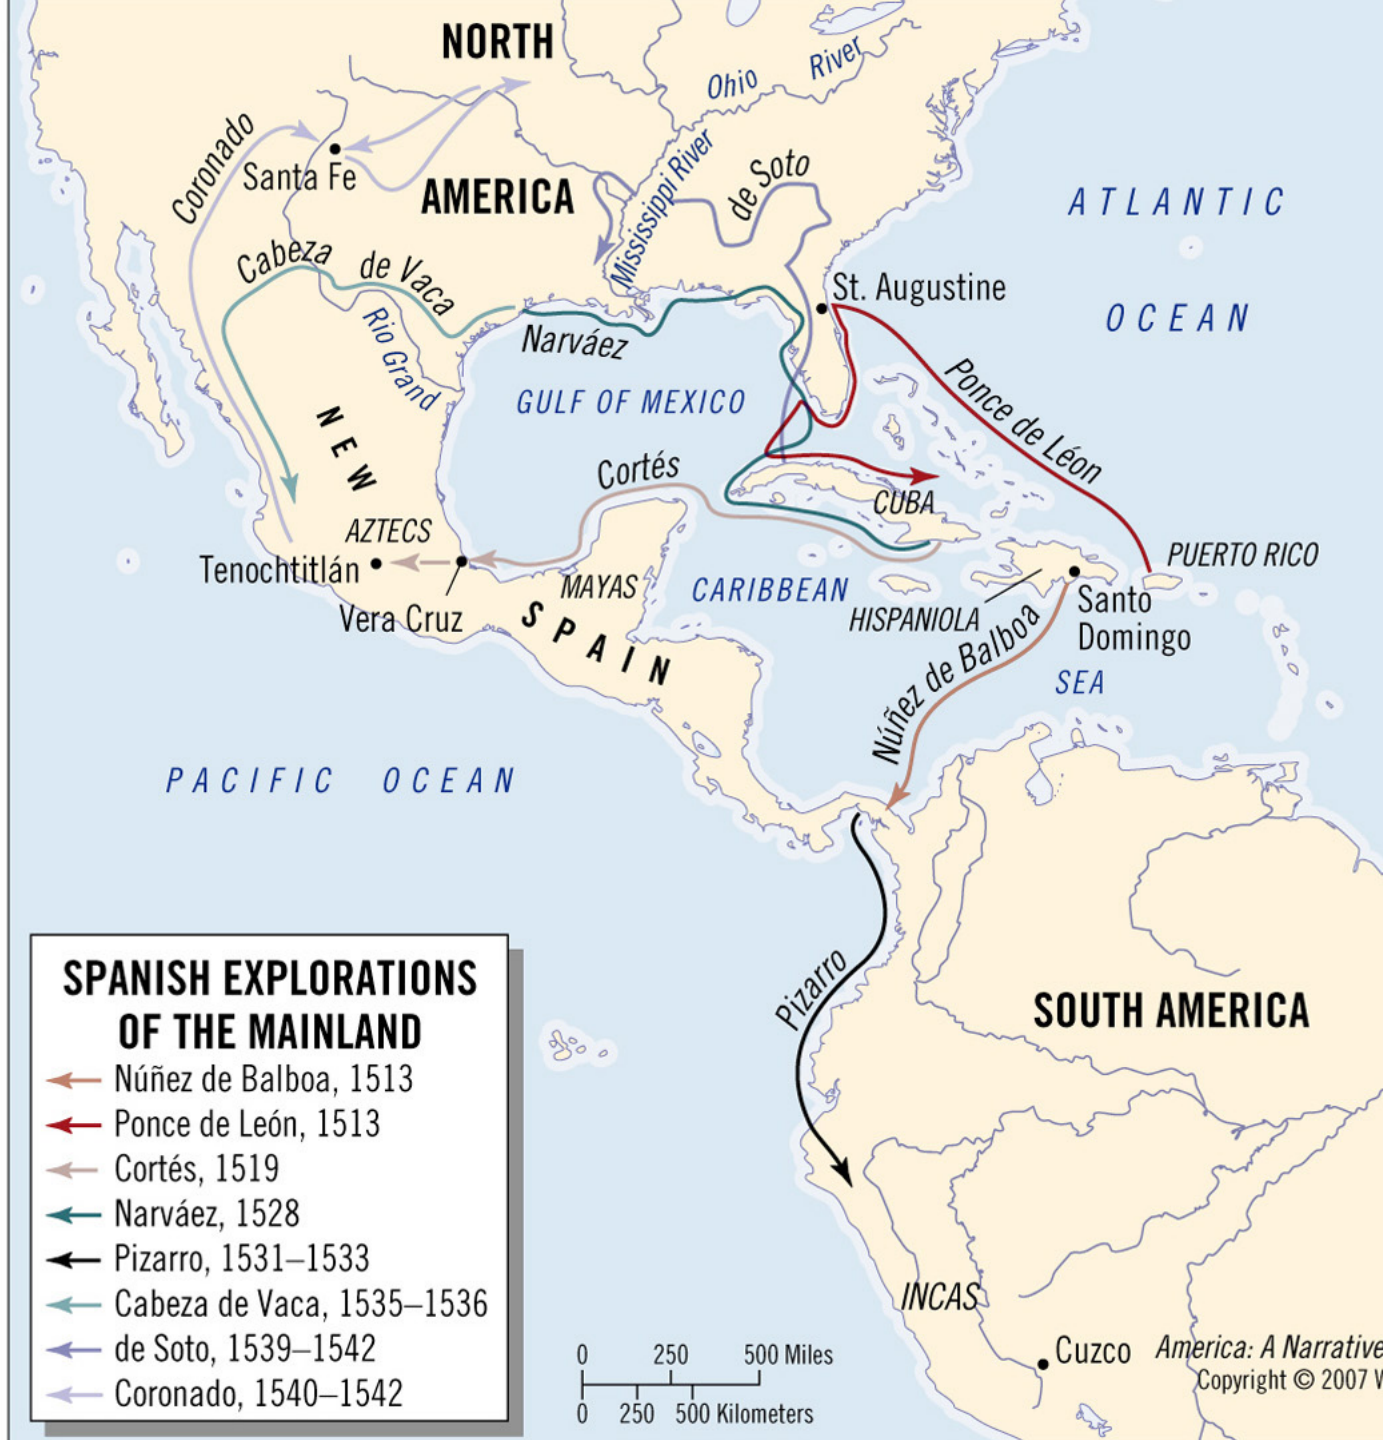 NORTH
AMERICA
Ohio
River
Mississippi River
Coronado
Santa Fe
de Soto
ATLANTIC
OCEAN
Cabeza
de Vaca
Rio Grand
Narváez
St. Augustine
GULF OF MEXICO
Ponce de Léon
NEW
SPAIN
Cortés
CUBA
AZTECS
Tenochtitlán
Vera Cruz
MAYAS
CARIBBEAN
SEA
HISPANIOLA
PUERTO RICO
Santo
Domingo
Núñez de Balboa
PACIFIC OCEAN
Pizarro
SOUTH AMERICA
INCAS
Cuzco
SPANISH EXPLORATIONS
OF THE MAINLAND
Núñez de Balboa, 1513
Ponce de León, 1513
Cortés, 1519
Narváez, 1528
Pizarro, 1531–1533
Cabeza de Vaca, 1535–1536
de Soto, 1539–1542
Coronado, 1540–1542
0 250 500 Miles
0 250 500 Kilometers
America: A Narrative
Copyright © 2007 W